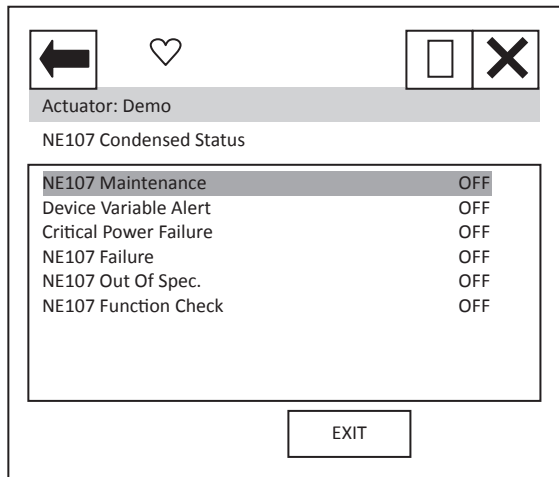 Actuator: Demo
NE107 Condensed Status
NE107 Maintenance OFF
Device Variable Alert OFF
Critical Power Failure OFF
NE107 Failure OFF
NE107 Out Of Spec. OFF
NE107 Function Check OFF
EXIT